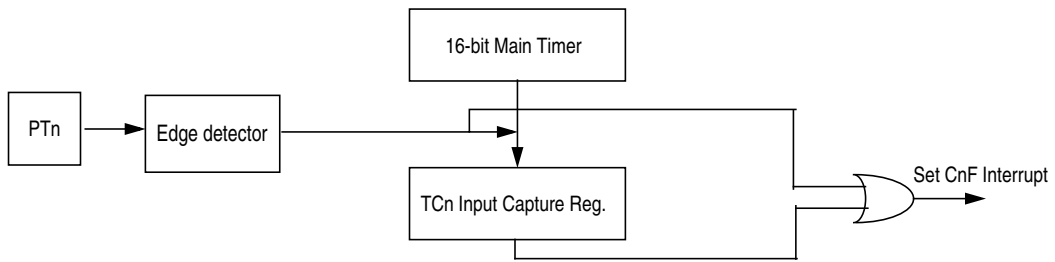 16-bit Main Timer
PTn
Edge detector
TCn Input Capture Reg.
Set CnF Interrupt